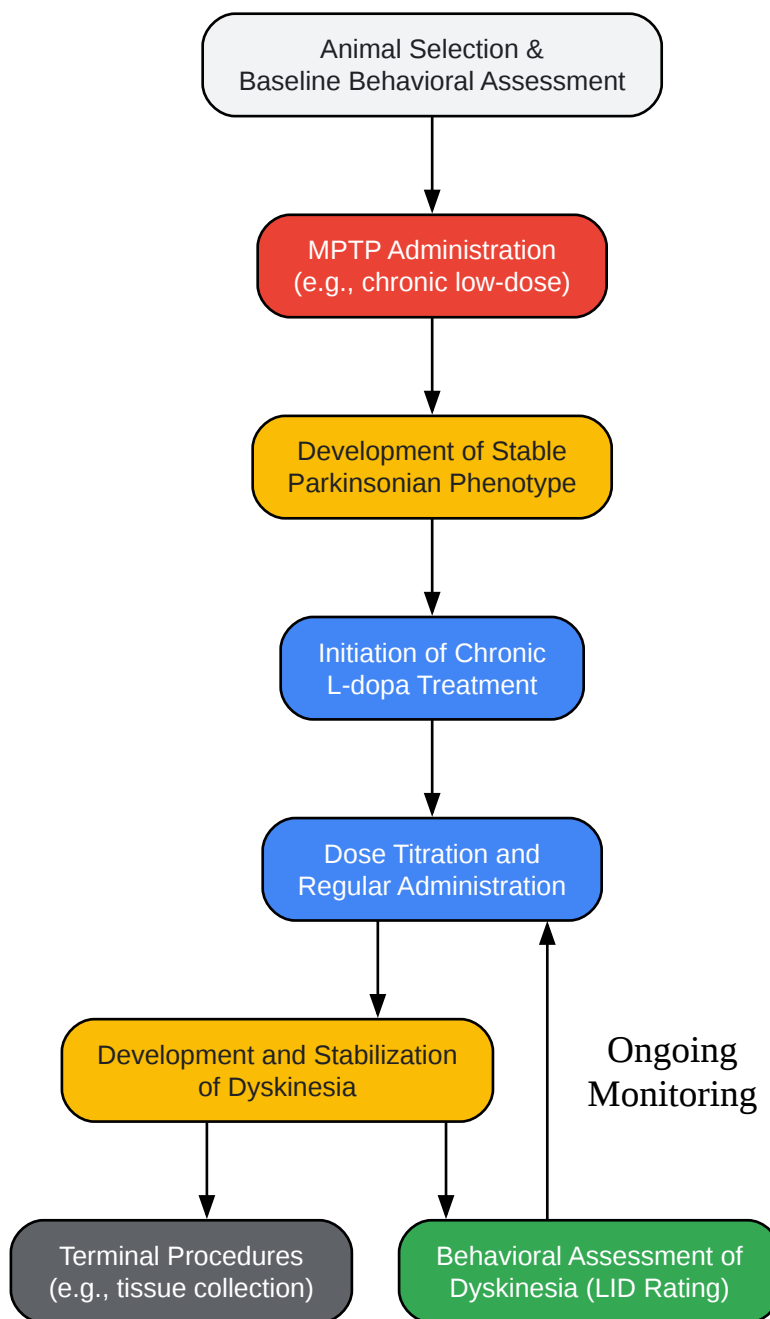 Animal Selection &
Baseline Behavioral Assessment
MPTP Administration
(e.g., chronic low-dose)
Development of Stable
Parkinsonian Phenotype
Initiation of Chronic
L-dopa Treatment
Dose Titration and
Regular Administration
Development and Stabilization
of Dyskinesia
Ongoing
Monitoring
Terminal Procedures
(e.g., tissue collection)
Behavioral Assessment of
Dyskinesia (LID Rating)